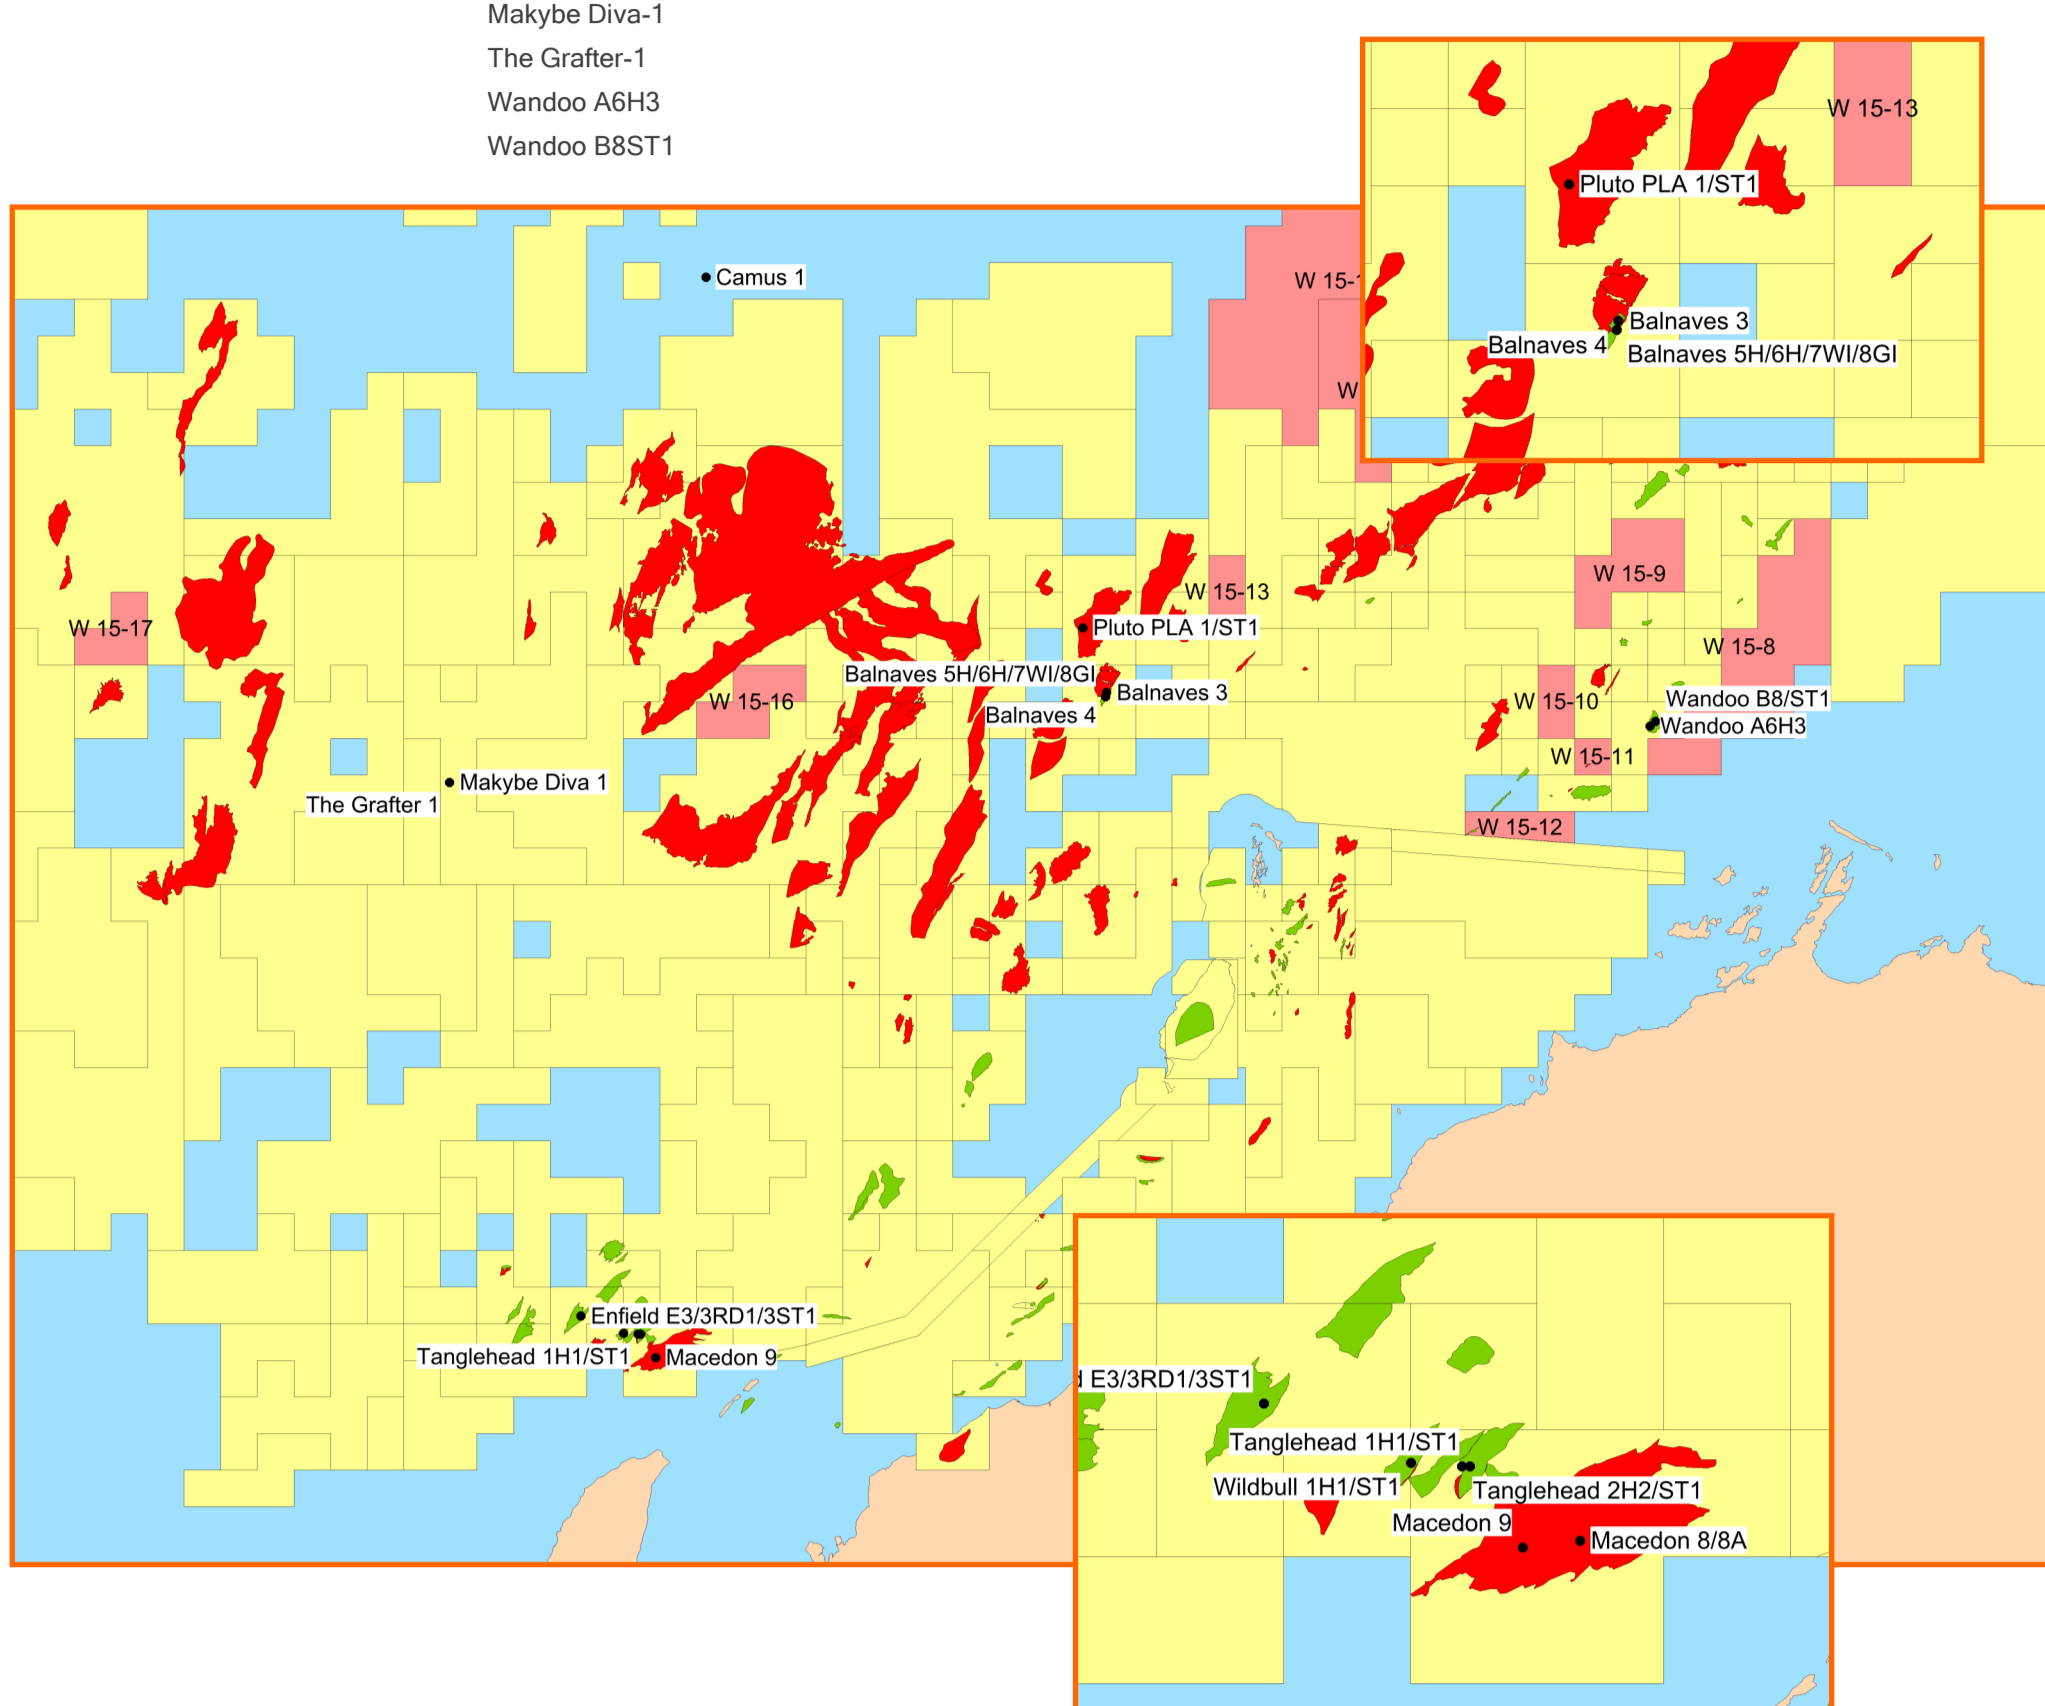 Makybe Diva-1
The Grafter-1
Wandoo A6H3
Wandoo B8ST1
W 15-13
Pluto PLA 1/ST1
Balnaves 3
Balnaves 4
Balnaves 5H/6H/7WI/8GI
Camus 1
W 15-
W
W 15-9
W 15-13
W 15-17
Pluto PLA 1/ST1
W 15-8
Balnaves 5H/6H/7WI/8GI
Balnaves 3
W 15-16
W 15-10
Wandoo B8/ST1
Balnaves 4
Wandoo A6H3
W 15-11
Makybe Diva 1
The Grafter 1
W 15-12
Enfield E3/3RD1/3ST1
Tanglehead 1H1/ST1
Macedon 9
E3/3RD1/3ST1
Tanglehead 1H1/ST1
Wildbull 1H1/ST1
Tanglehead 2H2/ST1
Macedon 9
Macedon 8/8A